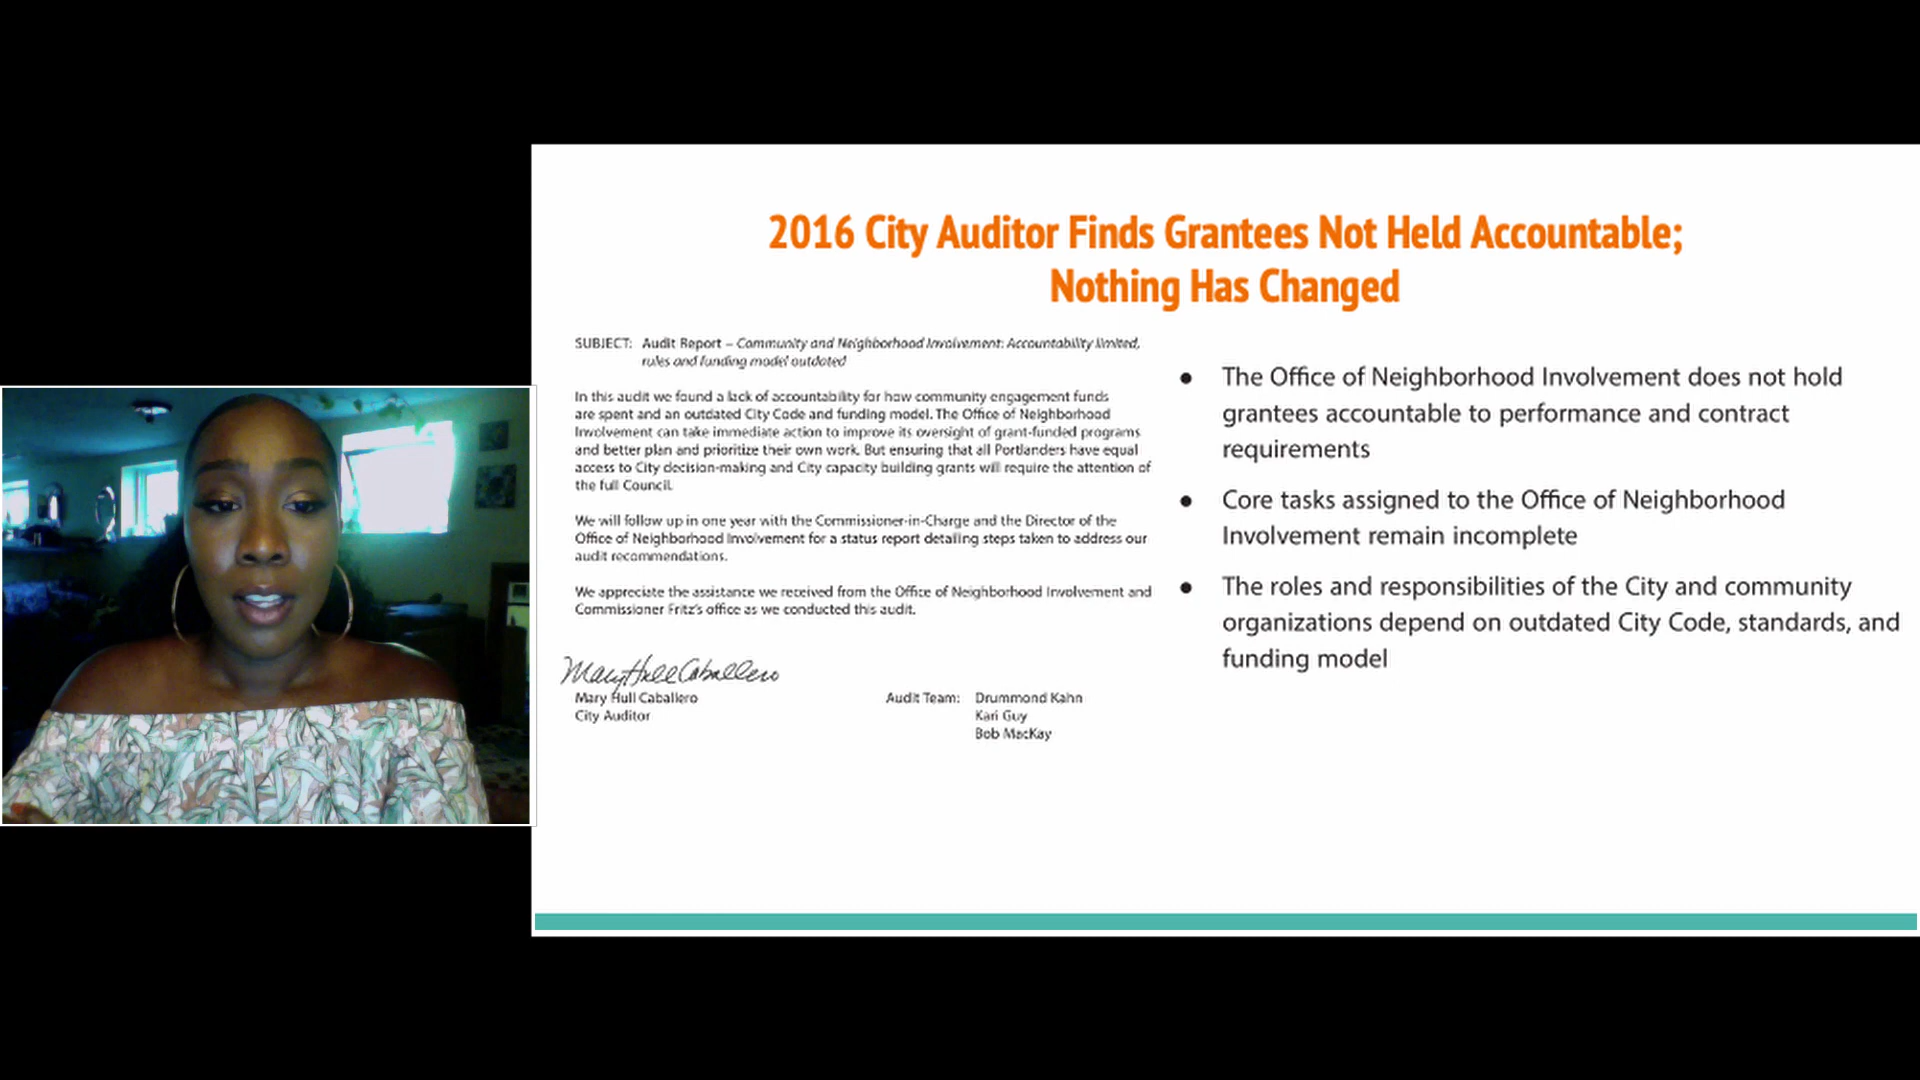 2016 City Auditor Finds Grantees Not Held Accountable;
Nothing Has Changed
SUBJECT: Audit Report – Community and Neighborhood Involvement: Accountability limited,
rules and funding model outdated
In this audit we found a lack of accountability for how community engagement funds
are spent and an outdated City Code and funding model. The Office of Neighborhood
Involvement can take immediate action to improve its oversight of grant-funded programs
and better plan and prioritize their own work. But ensuring that all Portlanders have equal
access to City decision-making and City capacity building grants will require the attention of
the full Council.
We will follow up in one year with the Commissioner-in-Charge and the Director of the
Office of Neighborhood Involvement for a status report detailing steps taken to address our
audit recommendations.
We appreciate the assistance we received from the Office of Neighborhood Involvement and
Commissioner Fritz's office as we conducted this audit.
Mary Hull Caballero
Mary Hull Caballero
City Auditor
Audit Team: Drummond Kahn
Kari Guy
Bob MacKay
● The Office of Neighborhood Involvement does not hold
grantees accountable to performance and contract
requirements
● Core tasks assigned to the Office of Neighborhood
Involvement remain incomplete
● The roles and responsibilities of the City and community
organizations depend on outdated City Code, standards, and
funding model